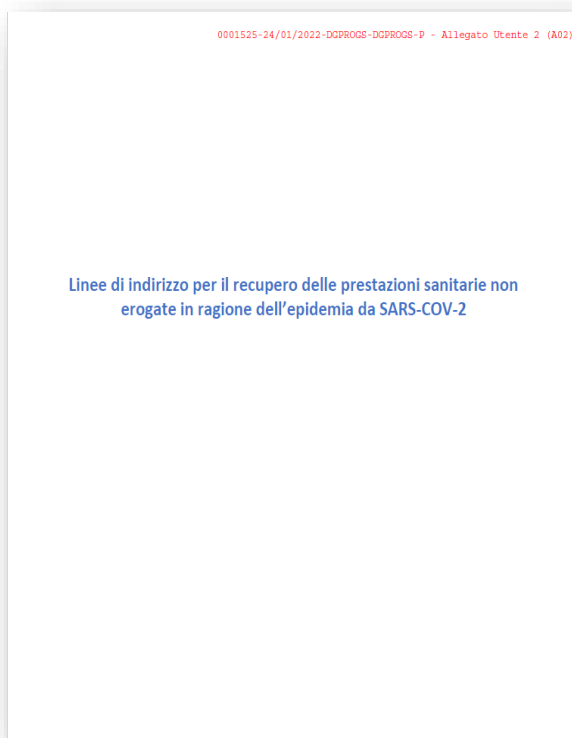 0001525-24/01/2022-DGPROGS-DGPROGS-P - Allegato Utente 2 (A02)
Linee di indirizzo per il recupero delle prestazioni sanitarie non
erogate in ragione dell’epidemia da SARS-COV-2